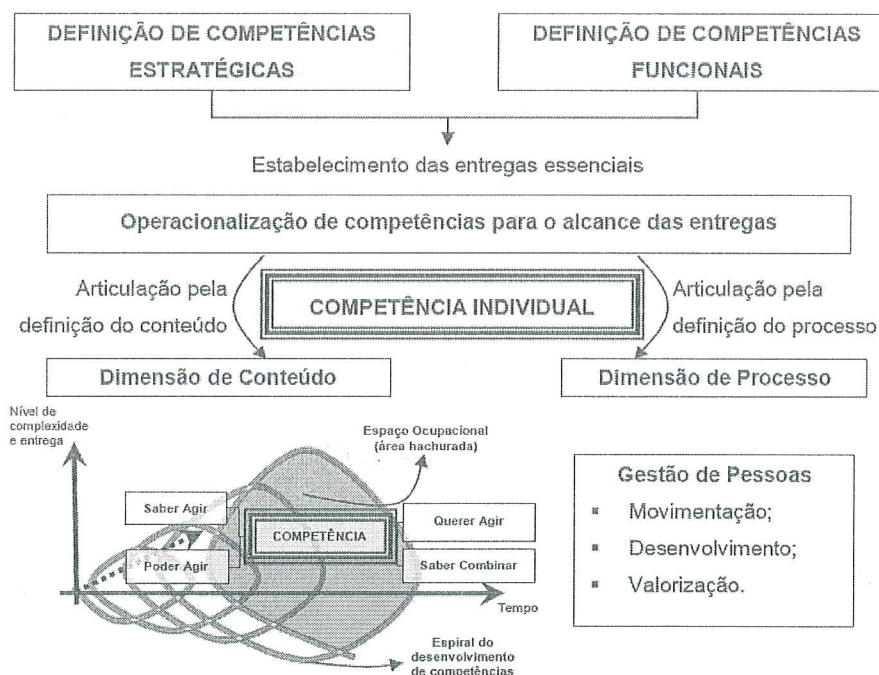 DEFINIÇÃO DE COMPETÊNCIAS
ESTRATÉGICAS
DEFINIÇÃO DE COMPETÊNCIAS
FUNCIONAIS
Estabelecimento das entregas essenciais
Operacionalização de competências para o alcance das entregas
Articulação pela
definição do conteúdo
COMPETÊNCIA INDIVIDUAL
Articulação pela
definição do processo
Dimensão de Conteúdo
Dimensão de Processo
Nível de
complexidade
e entrega
Espaço Ocupacional
(área hachurada)
Saber Agir
Poder Agir
COMPETÊNCIA
Querer Agir
Saber Combinar
Tempo
Espiral do
desenvolvimento
de competências
Gestão de Pessoas
▪ Movimentação;
▪ Desenvolvimento;
▪ Valorização.